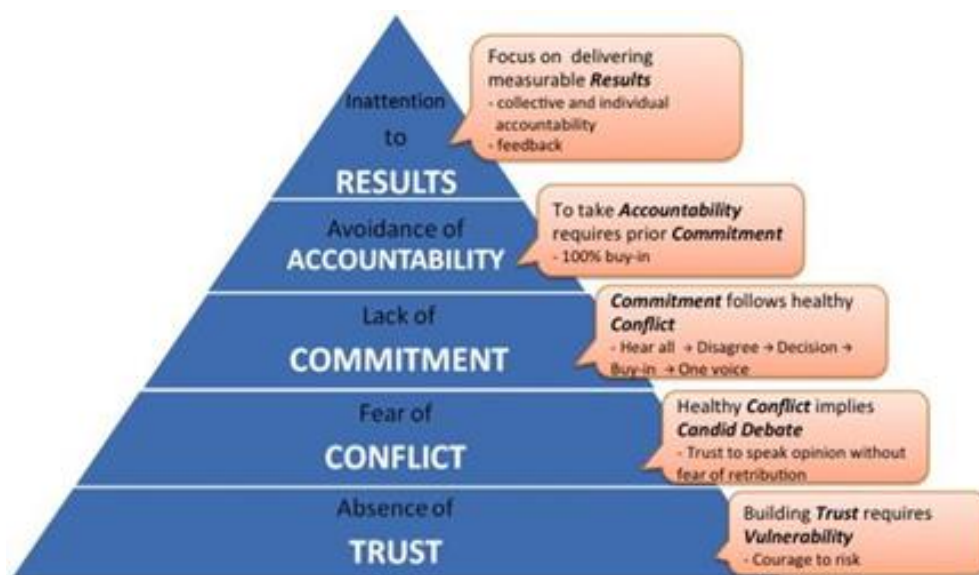 Inattention
to
RESULTS
Focus on delivering
measurable Results
- collective and individual
accountability
- feedback
Avoidance of
ACCOUNTABILITY
To take Accountability
requires prior Commitment
- 100% buy-in
Lack of
COMMITMENT
Commitment follows healthy
Conflict
- Hear all → Disagree → Decision →
Buy-in → One voice
Fear of
CONFLICT
Healthy Conflict implies
Candid Debate
- Trust to speak opinion without
fear of retribution
Absence of
TRUST
Building Trust requires
Vulnerability
- Courage to risk